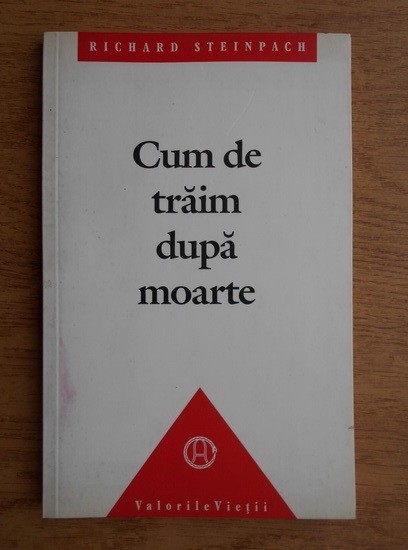 RICHARD STEINPACH
Cum de
trăim
după
moarte
ValorileVieții